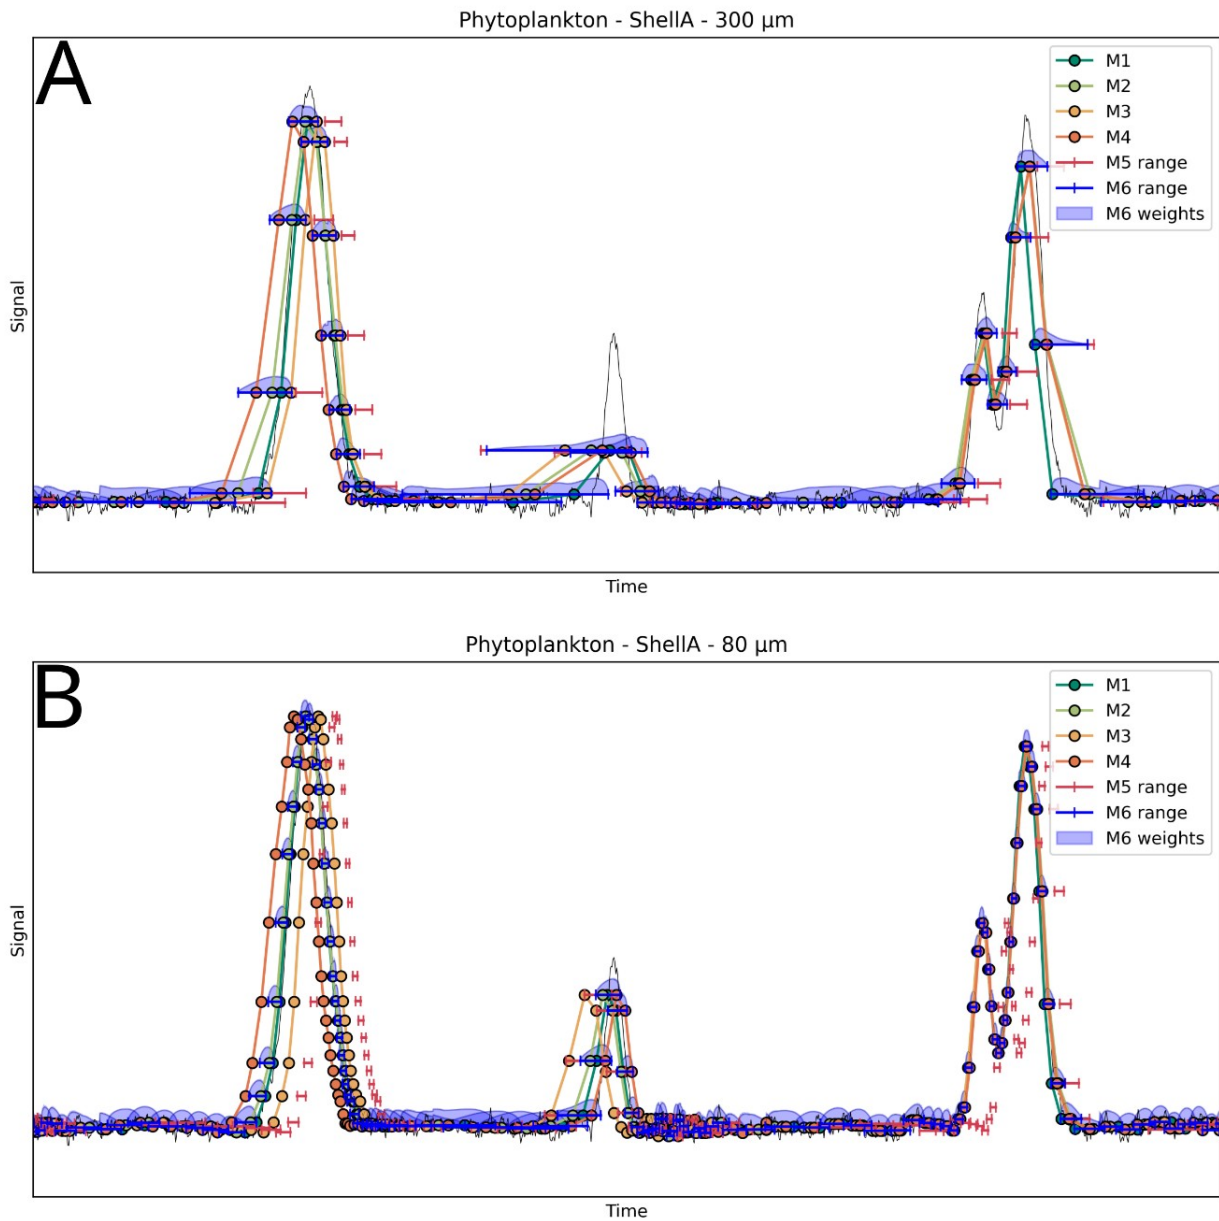 Phytoplankton - ShellA - 300 µm
A
M1
M2
M3
M4
M5 range
M6 range
M6 weights
Signal
Time
Phytoplankton - ShellA - 80 µm
B
M1
M2
M3
M4
M5 range
M6 range
M6 weights
Signal
Time